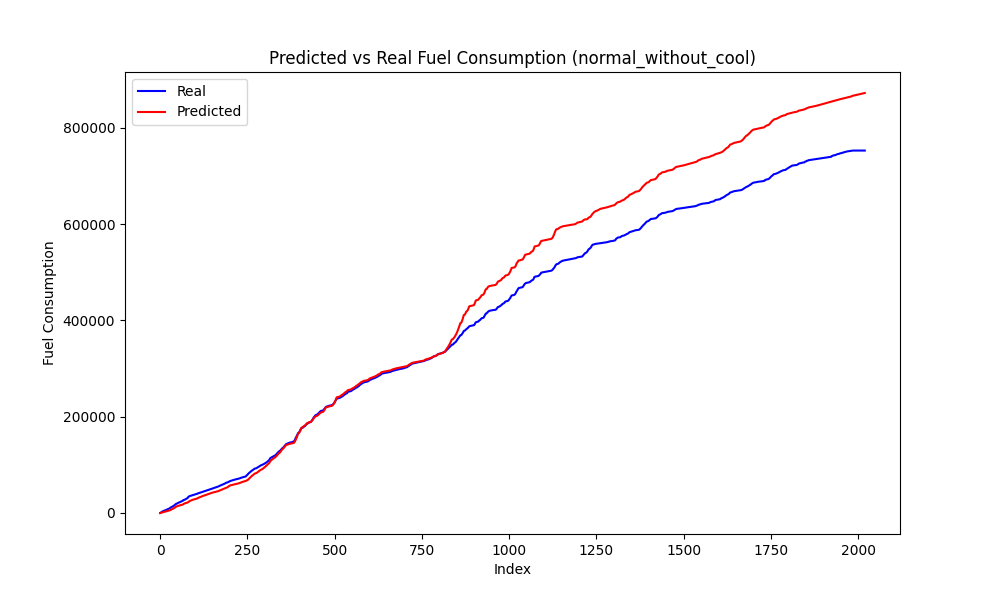 Predicted vs Real Fuel Consumption (normal_without_cool)
Real
Predicted
800000
600000
400000
200000
0
Fuel Consumption
0 250 500 750 1000 1250 1500 1750 2000
Index